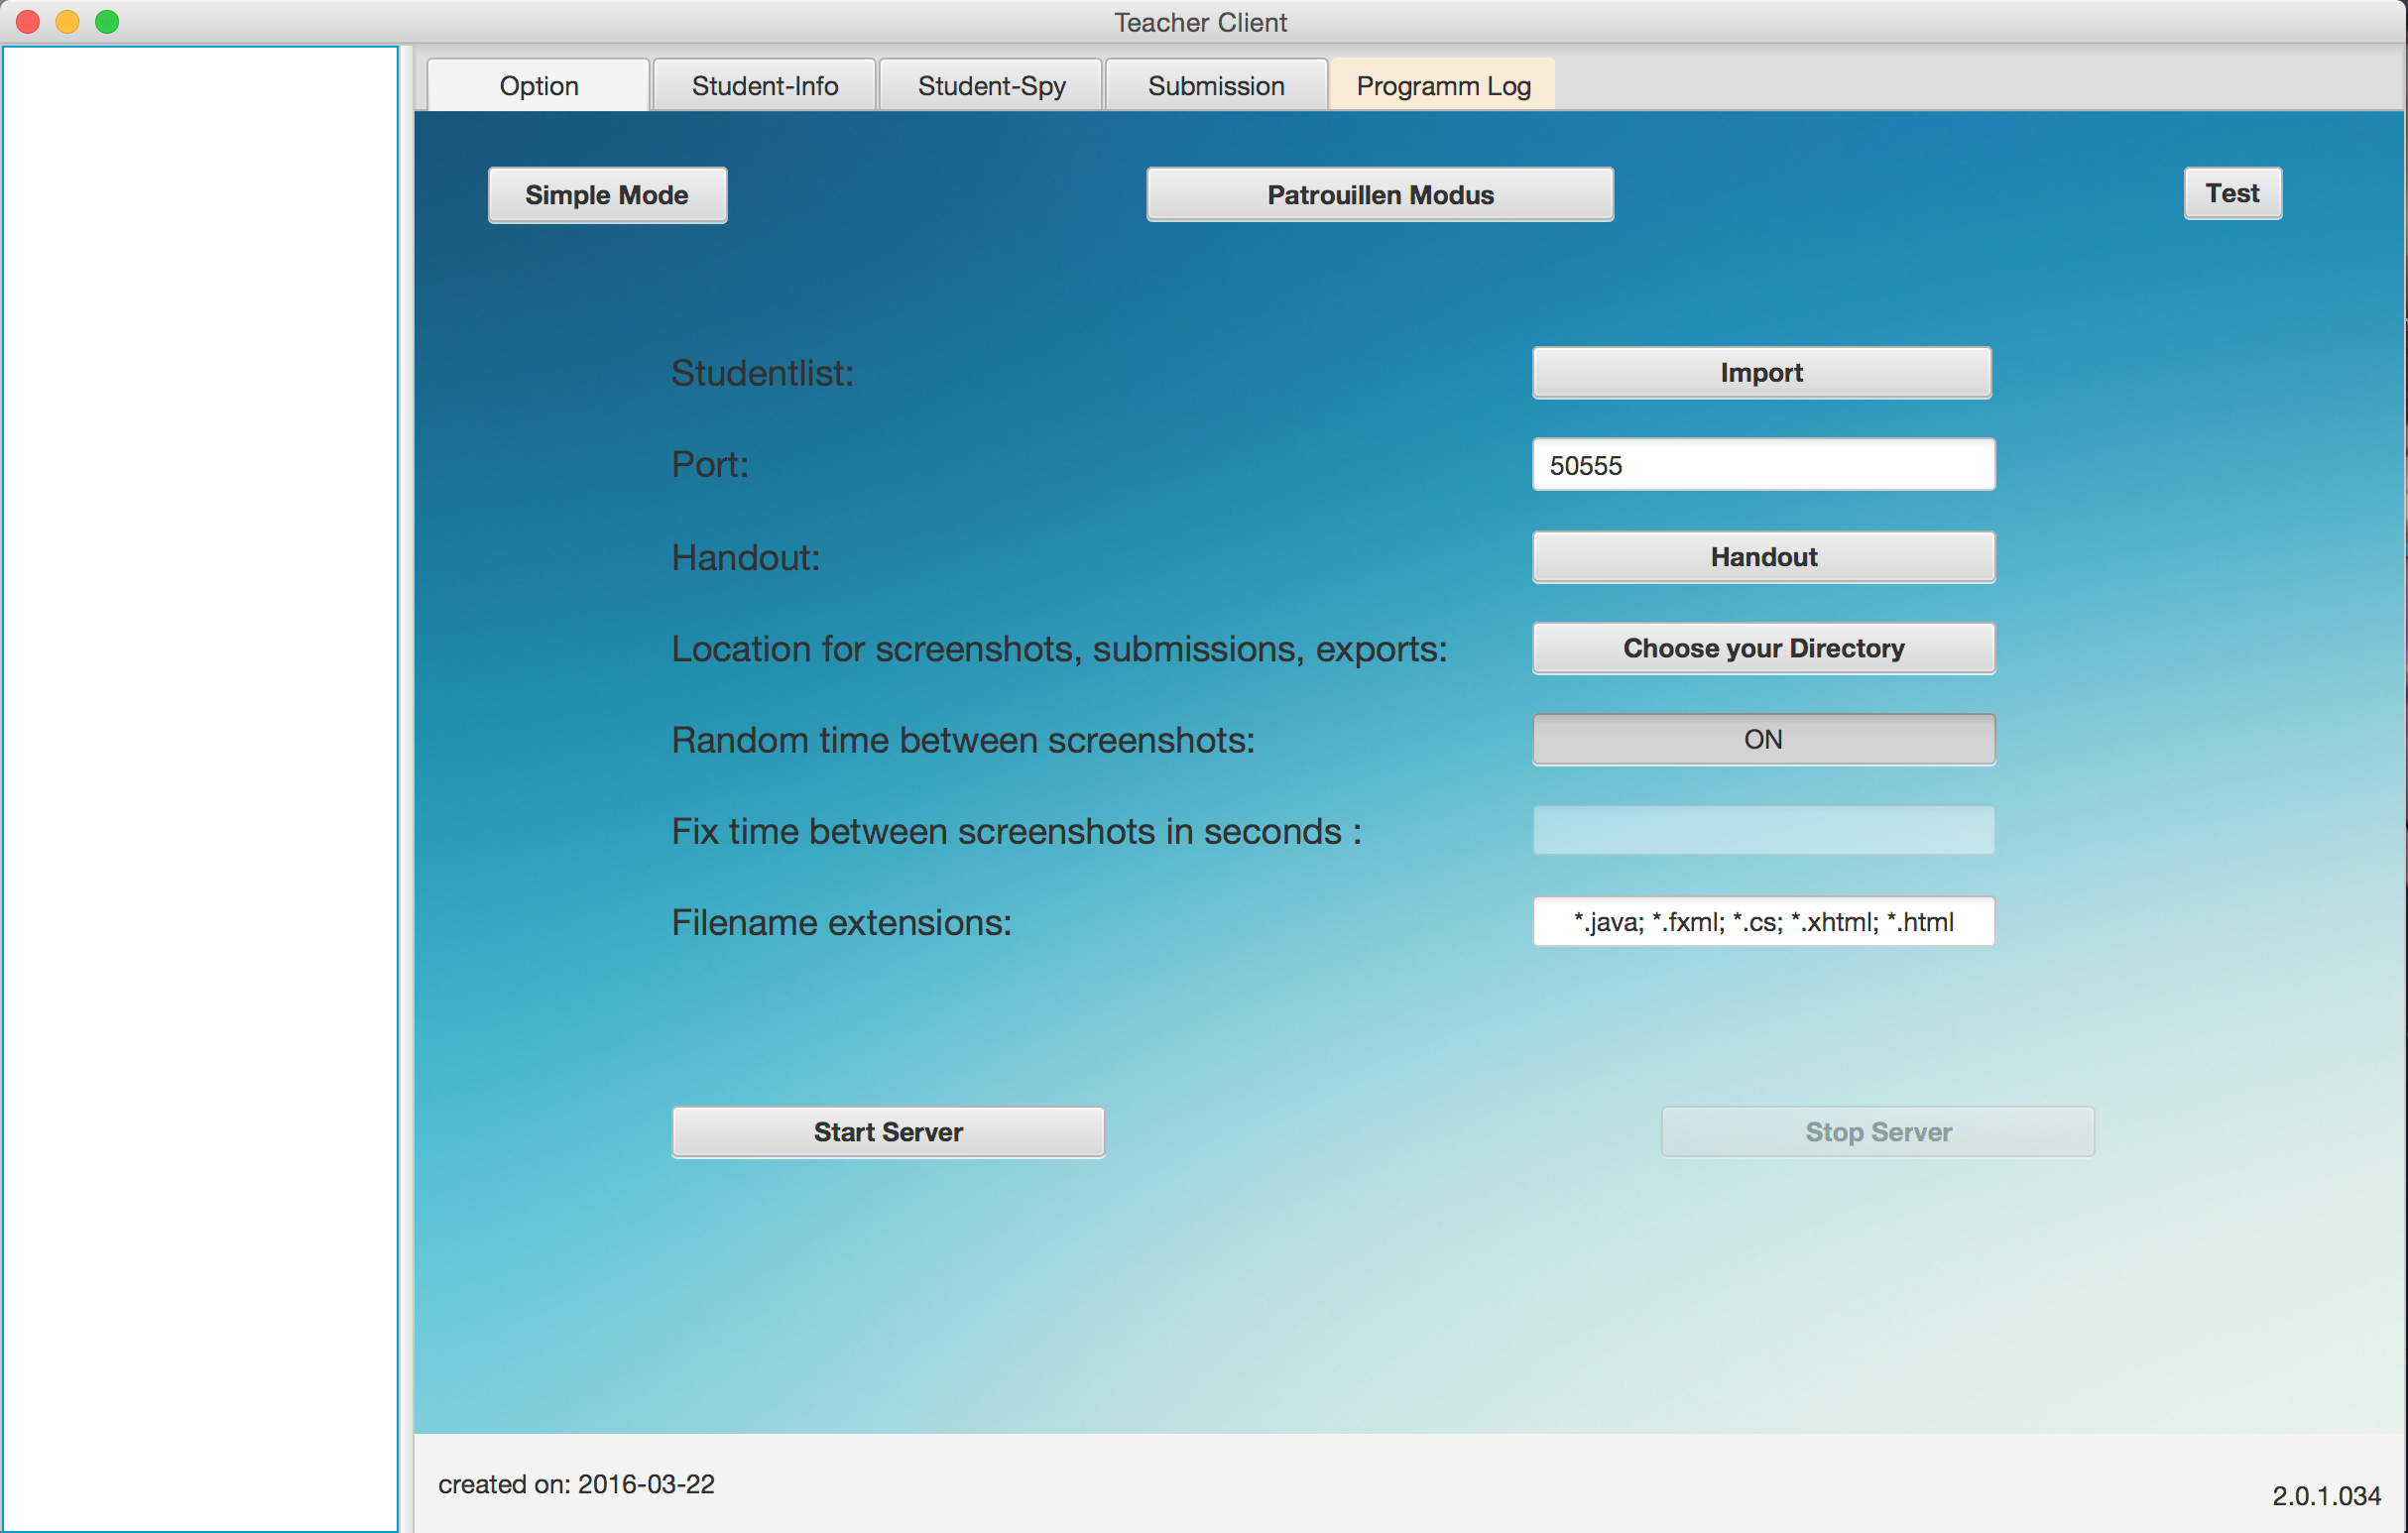 Teacher Client
Option Student-Info Student-Spy Submission Programm Log
Simple Mode Patrouillen Modus Test
Studentlist: Import
Port: 50555
Handout: Handout
Location for screenshots, submissions, exports: Choose your Directory
Random time between screenshots: ON
Fix time between screenshots in seconds :
Filename extensions: *.java; *.fxml; *.cs; *.xhtml; *.html
Start Server Stop Server
created on: 2016-03-22
2.0.1.034